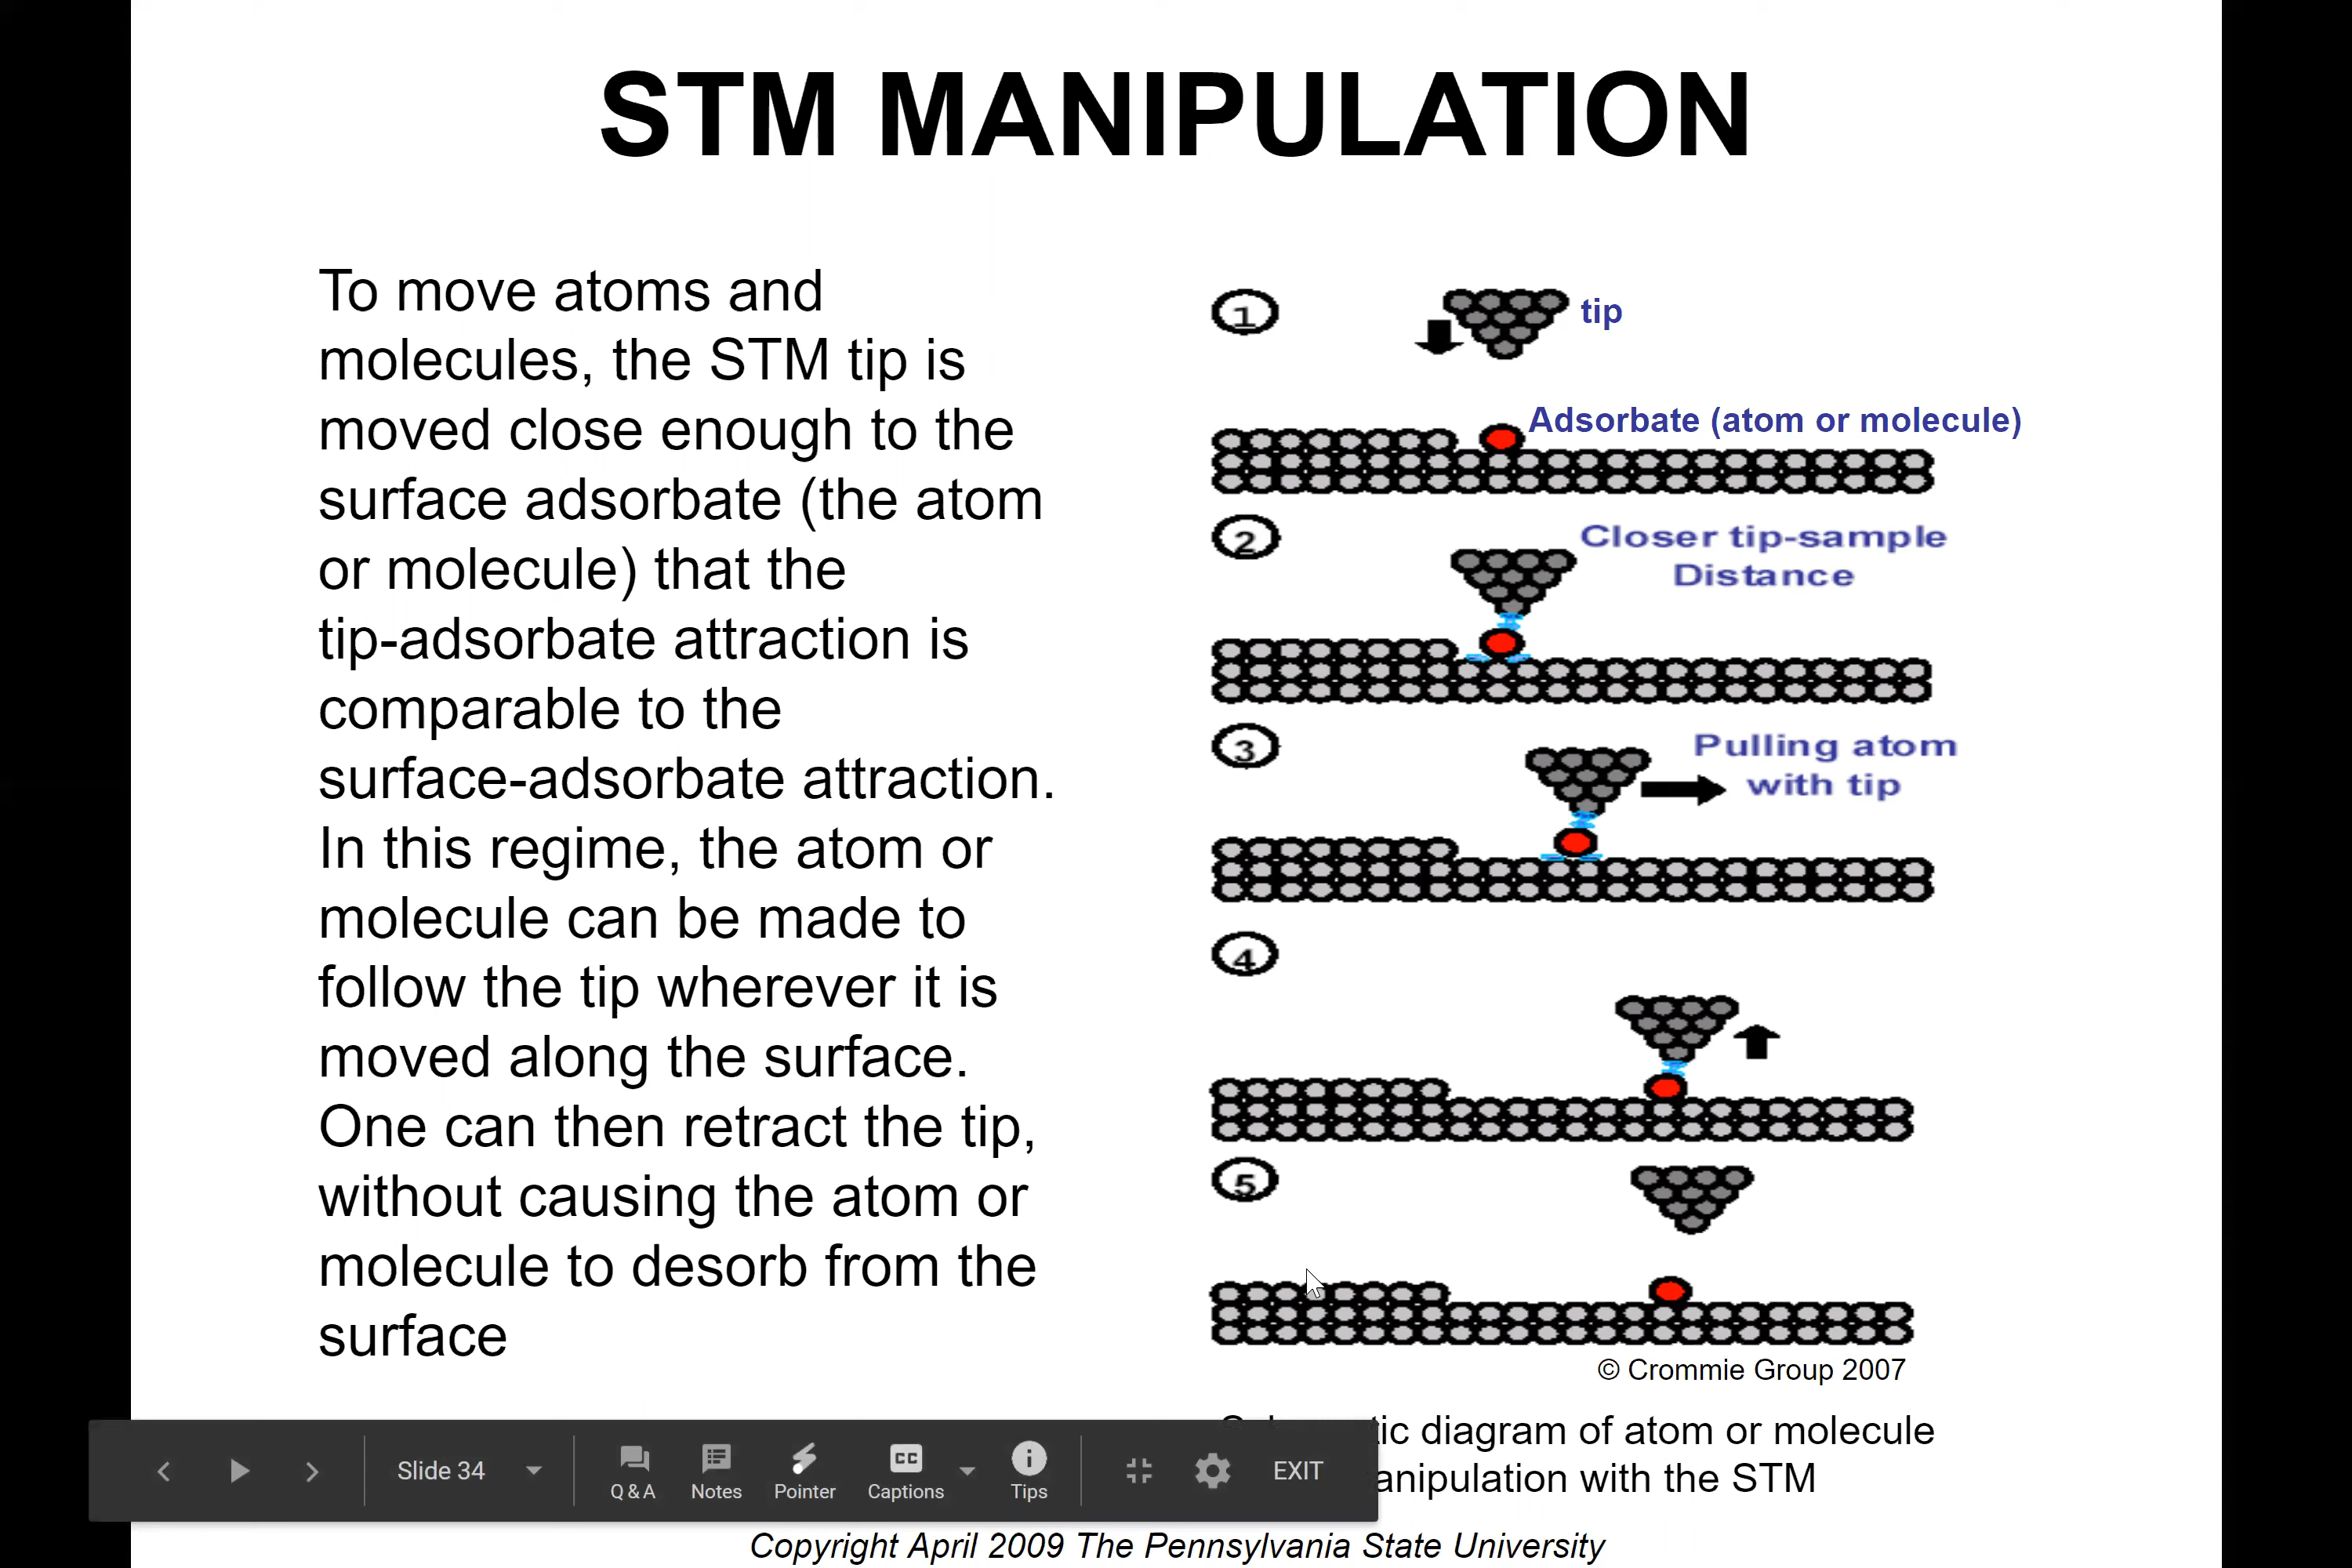 STM MANIPULATION
To move atoms and
molecules, the STM tip is
moved close enough to the
surface adsorbate (the atom
or molecule) that the
tip-adsorbate attraction is
comparable to the
surface-adsorbate attraction.
In this regime, the atom or
molecule can be made to
follow the tip wherever it is
moved along the surface.
One can then retract the tip,
without causing the atom or
molecule to desorb from the
surface
1
tip
Adsorbate (atom or molecule)
2
Closer tip-sample
Distance
3
Pulling atom
with tip
4
5
© Crommie Group 2007
diagram of atom or molecule
with the STM
Slide 34
Q & A
Notes
CC
Pointer
Captions
Tips
EXIT
Copyright April 2009 The Pennsylvania State University